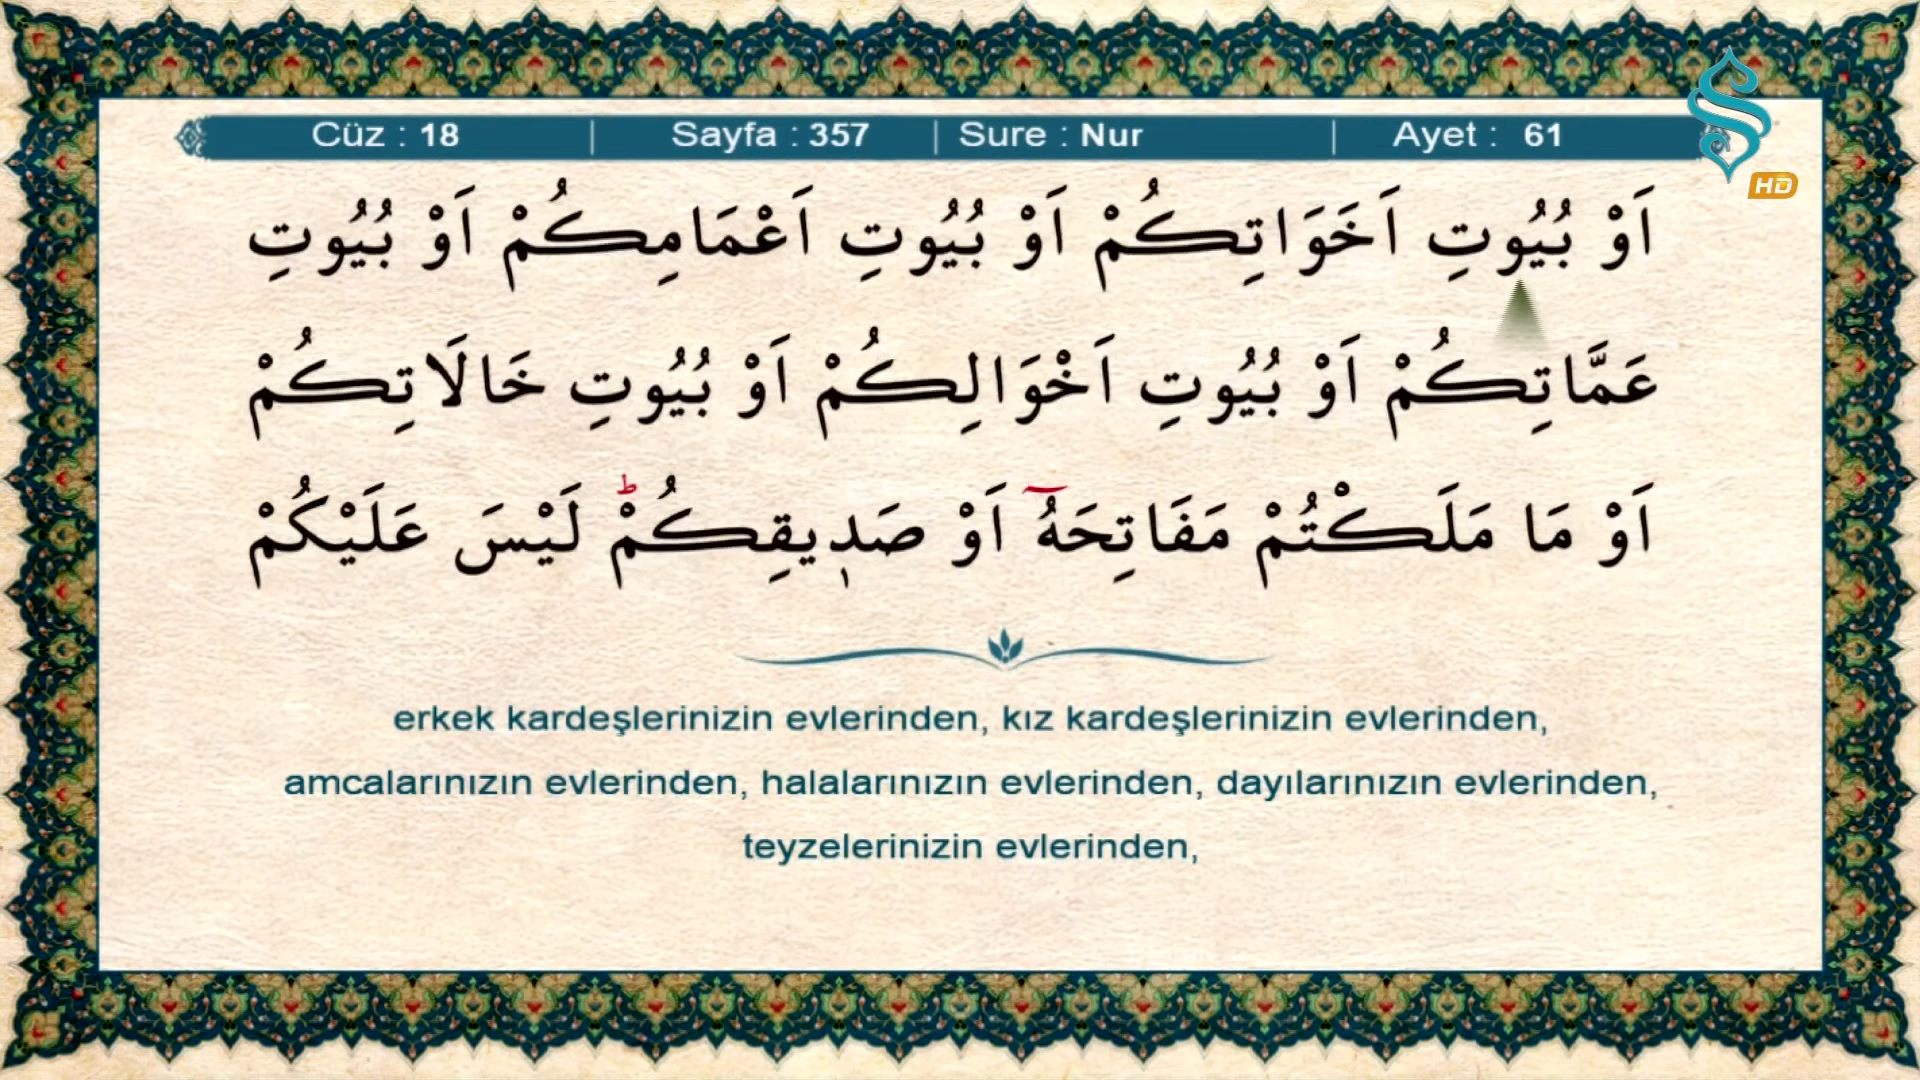 Cüz : 18 | Sayfa : 357 | Sure : Nur | Ayet : 61
HD
اَوْ بُيُوتِ اَخَوَاتِكُمْ اَوْ بُيُوتِ اَعْمَامِكُمْ اَوْ بُيُوتِ
عَمَّاتِكُمْ اَوْ بُيُوتِ اَخْوَالِكُمْ اَوْ بُيُوتِ خَالَاتِكُمْ
اَوْ مَا مَلَكْتُمْ مَفَاتِحَهُٓ اَوْ صَدٖيقِكُمْؕ لَيْسَ عَلَيْكُمْ
erkek kardeşlerinizin evlerinden, kız kardeşlerinizin evlerinden,
amcalarınızın evlerinden, halalarınızın evlerinden, dayılarınızın evlerinden,
teyzelerinizin evlerinden,